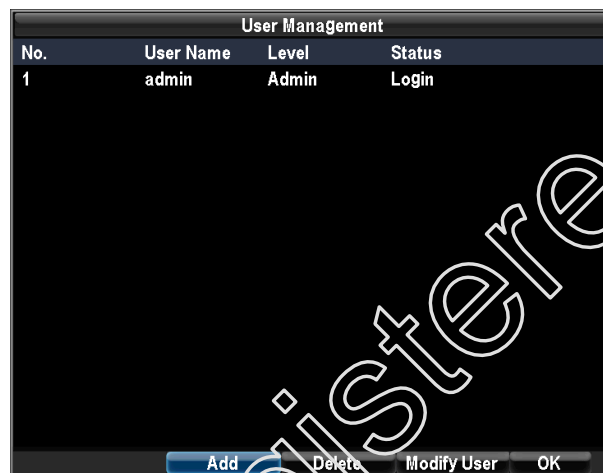 User Management
No. User Name Level Status
1 admin Admin Login
Add Delete Modify User OK